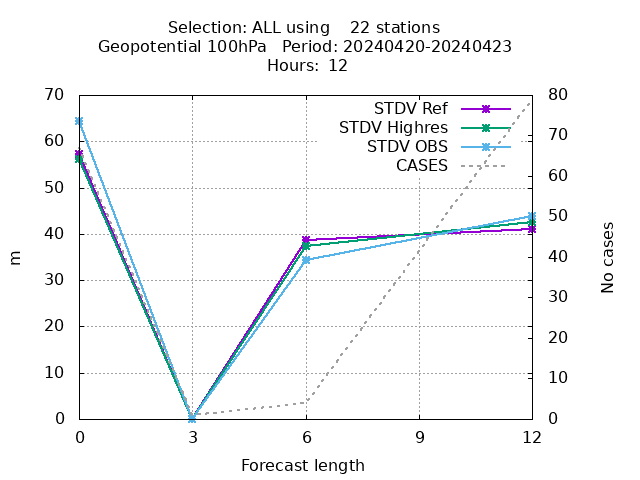 Selection: ALL using    22 stations
Geopotential 100hPa   Period: 20240420-20240423
Hours: 12
70
60
50
40
30
20
10
0
m
STDV Ref
STDV Highres
STDV OBS
CASES
80
70
60
50
40
30
20
10
0
No cases
0 3 6 9 12
Forecast length